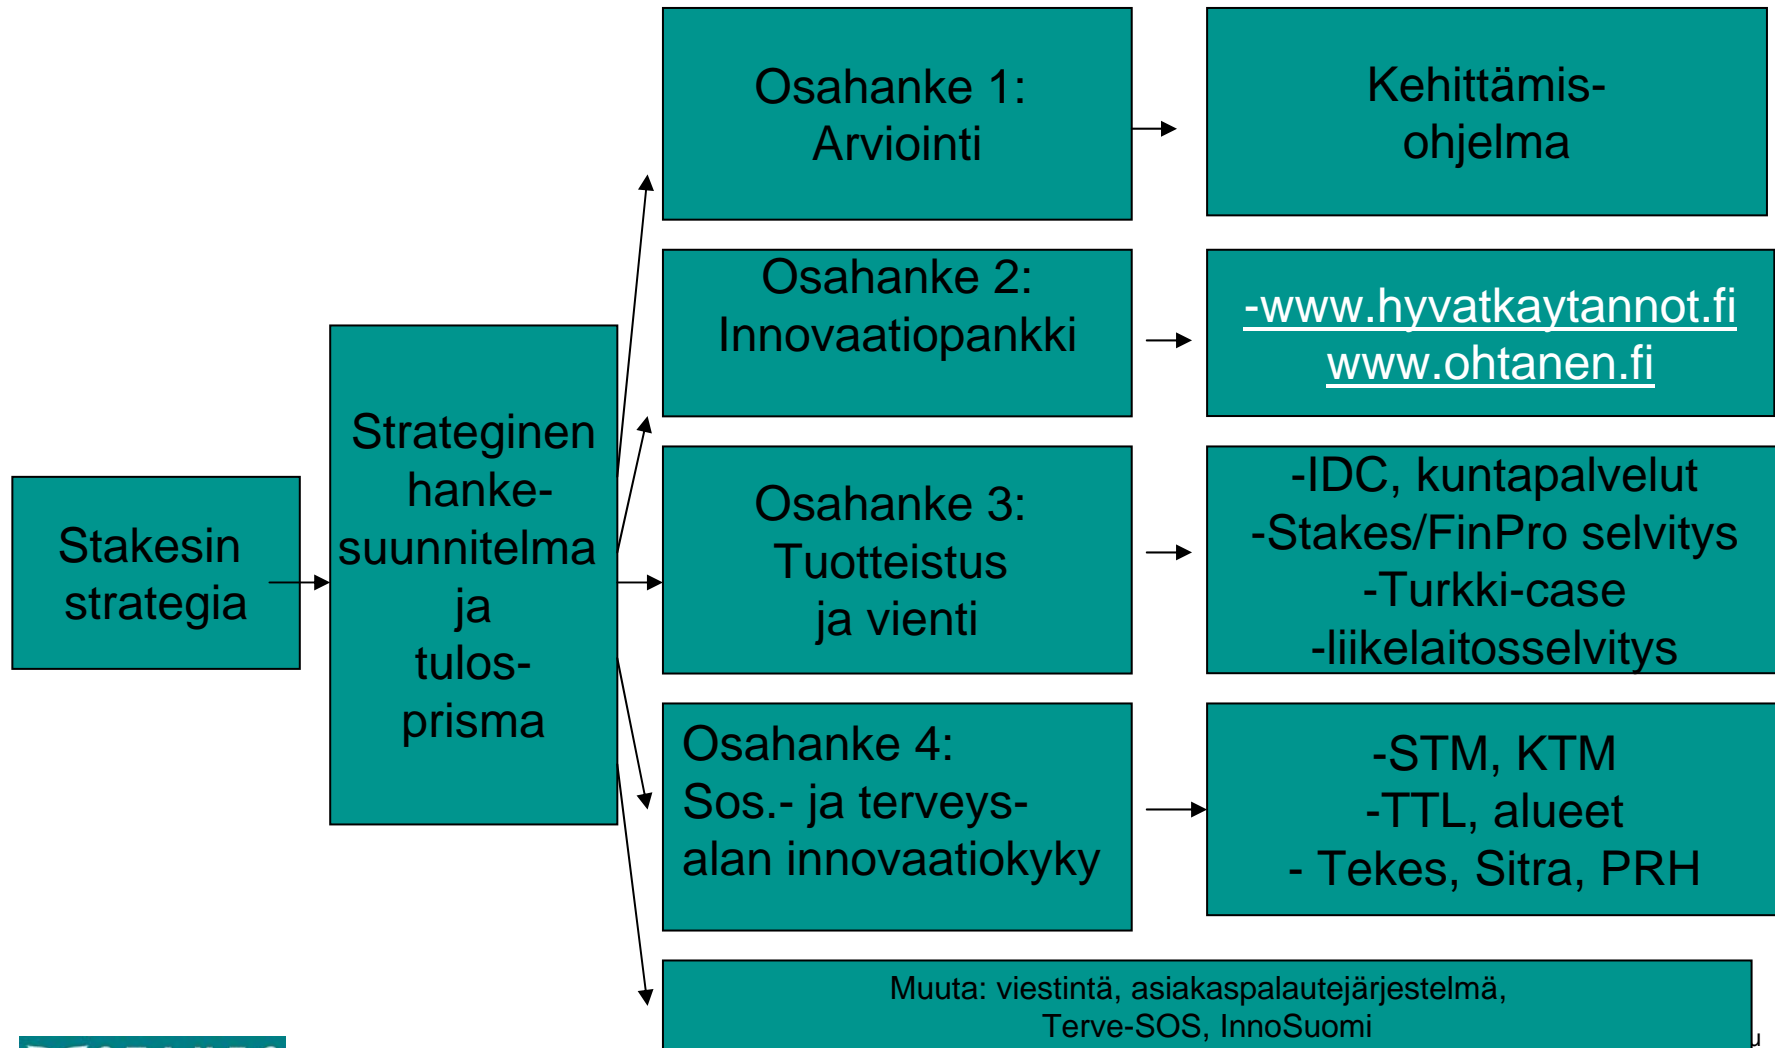 Stakesin
strategia
Strateginen
hanke-
suunnitelma
ja
tulos-
prisma
Osahanke 1:
Arviointi
Kehittämis-
ohjelma
Osahanke 2:
Innovaatiopankki
-www.hyvatkaytannot.fi
www.ohtanen.fi
Osahanke 3:
Tuotteistus
ja vienti
-IDC, kuntapalvelut
-Stakes/FinPro selvitys
-Turkki-case
-liikelaitosselvitys
Osahanke 4:
Sos.- ja terveys-
alan innovaatiokyky
-STM, KTM
-TTL, alueet
- Tekes, Sitra, PRH
Muuta: viestintä, asiakaspalautejärjestelmä,
Terve-SOS, InnoSuomi